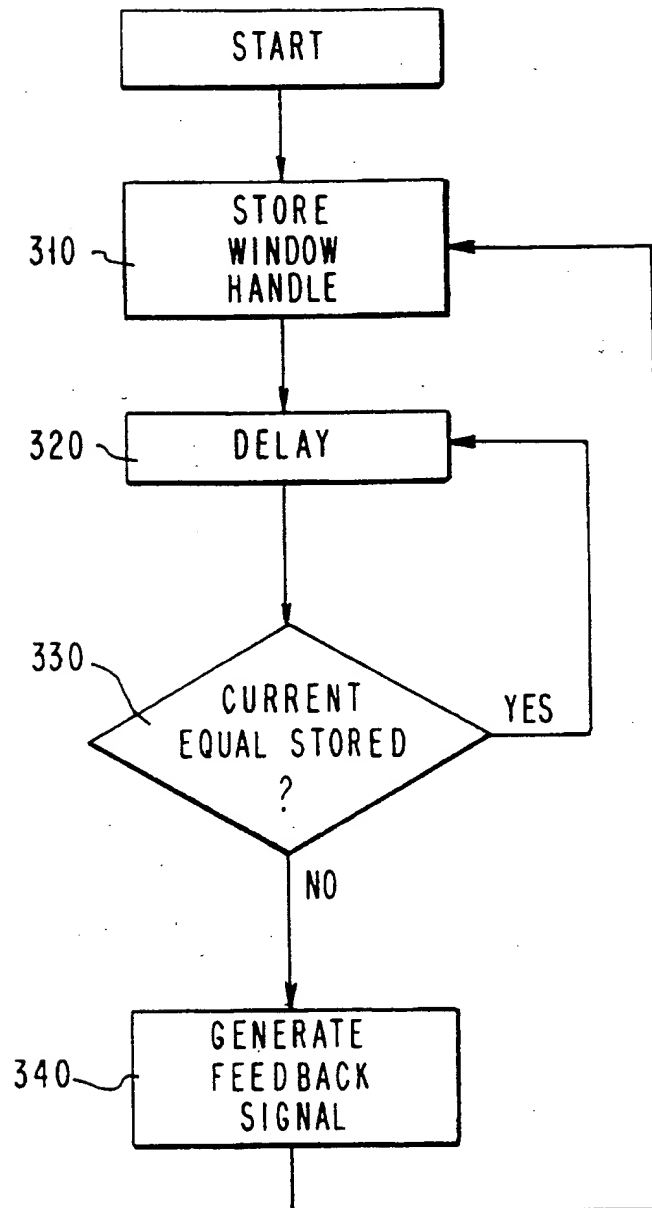 START
310
STORE
WINDOW
HANDLE
320
DELAY
330
CURRENT
EQUAL STORED
?
YES
NO
340
GENERATE
FEEDBACK
SIGNAL